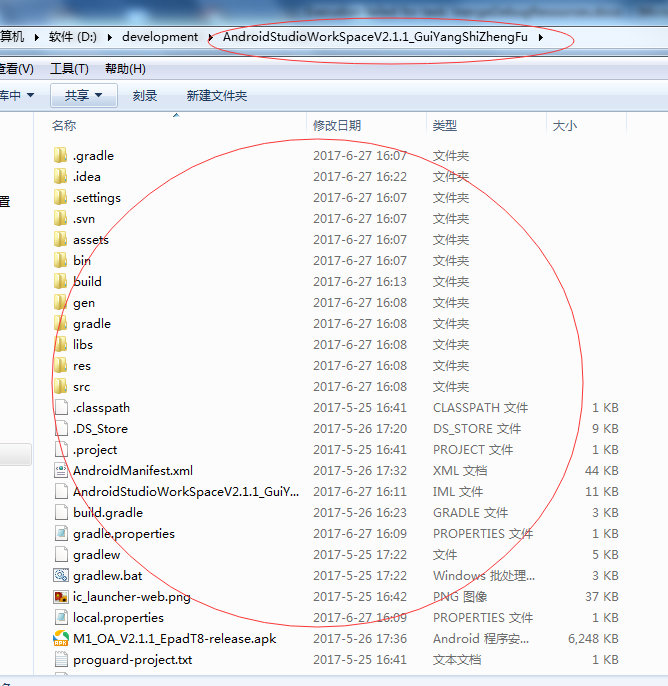 算机 ▸ 软件 (D:) ▸ development ▸ AndroidStudioWorkSpaceV2.1.1_GuiYangShiZhengFu ▸
查看(V) 工具(T) 帮助(H)
库中 共享 刻录 新建文件夹
名称 修改日期 类型 大小
.gradle 2017-6-27 16:07 文件夹
.idea 2017-6-27 16:22 文件夹
.settings 2017-6-27 16:07 文件夹
.svn 2017-6-27 16:07 文件夹
assets 2017-6-27 16:07 文件夹
bin 2017-6-27 16:07 文件夹
build 2017-6-27 16:13 文件夹
gen 2017-6-27 16:08 文件夹
gradle 2017-6-27 16:08 文件夹
libs 2017-6-27 16:08 文件夹
res 2017-6-27 16:08 文件夹
src 2017-6-27 16:08 文件夹
.classpath 2017-5-25 16:41 CLASSPATH 文件 1 KB
.DS_Store 2017-5-26 17:20 DS_STORE 文件 9 KB
.project 2017-5-25 16:41 PROJECT 文件 1 KB
AndroidManifest.xml 2017-5-26 17:32 XML 文档 44 KB
AndroidStudioWorkSpaceV2.1.1_GuiY... 2017-6-27 16:11 IML 文件 11 KB
build.gradle 2017-5-26 16:23 GRADLE 文件 3 KB
gradle.properties 2017-6-27 16:09 PROPERTIES 文件 1 KB
gradlew 2017-5-25 17:22 文件 5 KB
gradlew.bat 2017-5-25 17:22 Windows 批处理... 3 KB
ic_launcher-web.png 2017-5-25 16:42 PNG 图像 37 KB
local.properties 2017-6-27 16:09 PROPERTIES 文件 1 KB
M1_OA_V2.1.1_EpadT8-release.apk 2017-5-26 17:36 Android 程序安... 6,248 KB
proguard-project.txt 2017-5-25 16:41 文本文档 1 KB
置